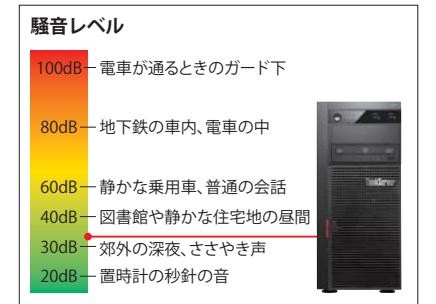 騒音レベル
100dB 電車が通るときのガード下
80dB 地下鉄の車内、電車の中
60dB 静かな乗用車、普通の会話
40dB 図書館や静かな住宅地の昼間
30dB 郊外の深夜、ささやき声
20dB 置時計の秒針の音
ThinkServer